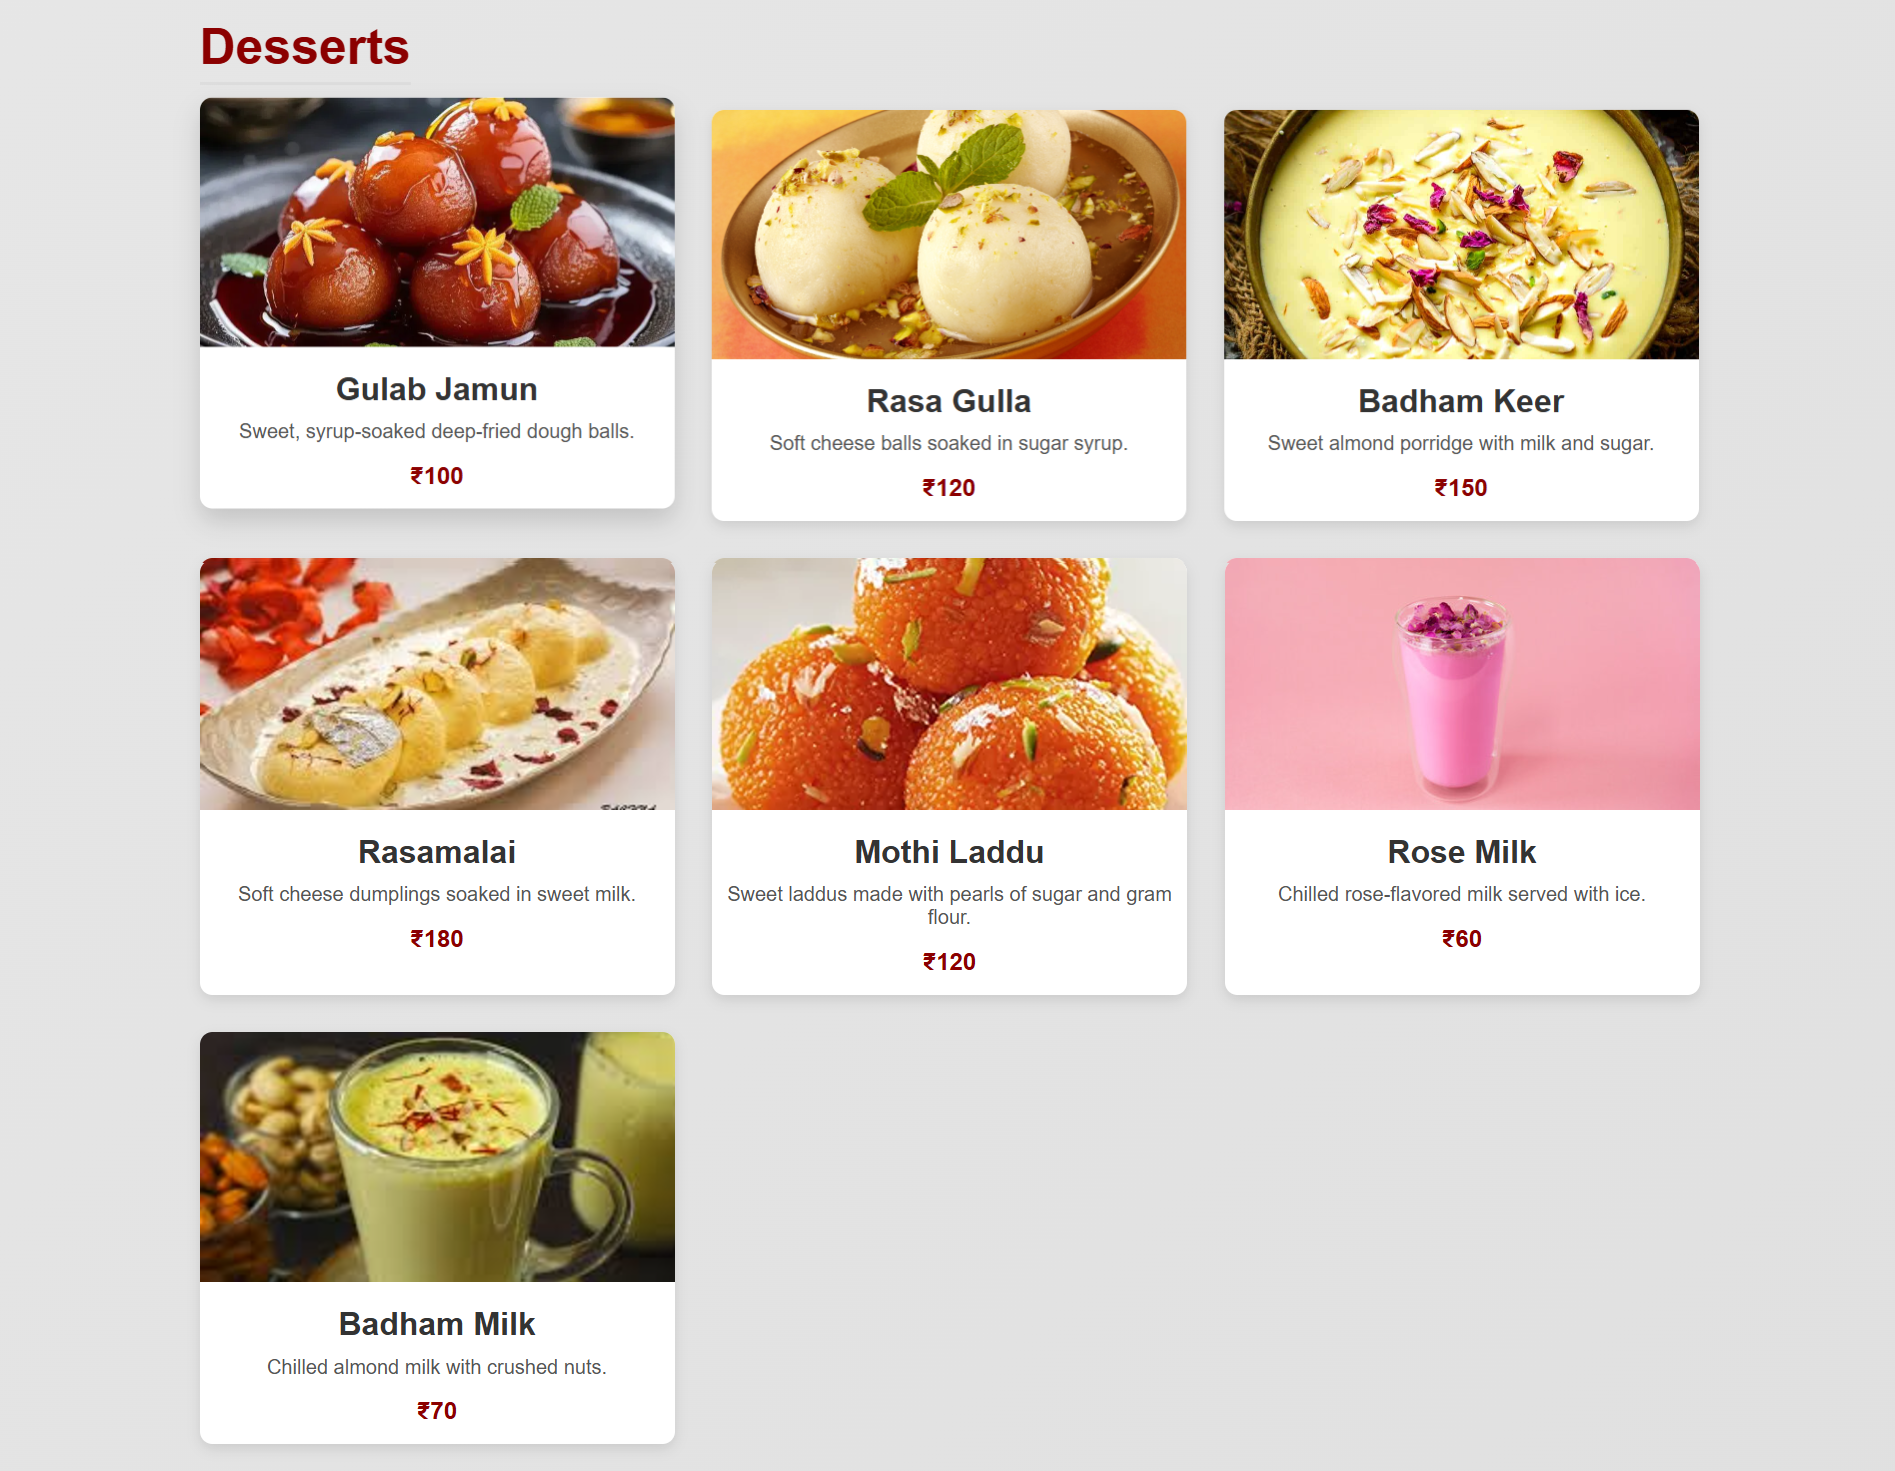 Desserts
Gulab Jamun
Sweet, syrup-soaked deep-fried dough balls.
₹100
Rasa Gulla
Soft cheese balls soaked in sugar syrup.
₹120
Badham Keer
Sweet almond porridge with milk and sugar.
₹150
Rasamalai
Soft cheese dumplings soaked in sweet milk.
₹180
Mothi Laddu
Sweet laddus made with pearls of sugar and gram
flour.
₹120
Rose Milk
Chilled rose-flavored milk served with ice.
₹60
Badham Milk
Chilled almond milk with crushed nuts.
₹70